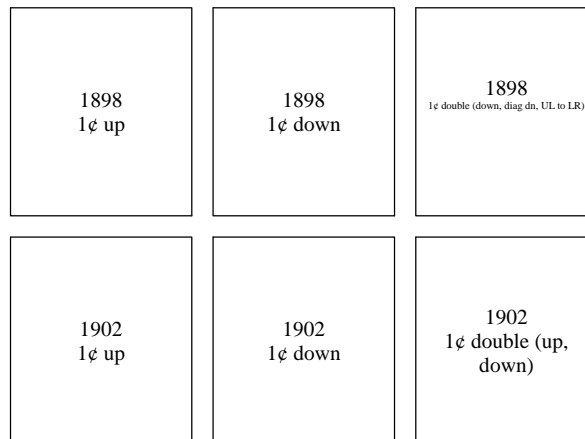 1898
1¢ up
1898
1¢ down
1898
1¢ double (down, diag dn, UL to LR)
1902
1¢ up
1902
1¢ down
1902
1¢ double (up,
down)